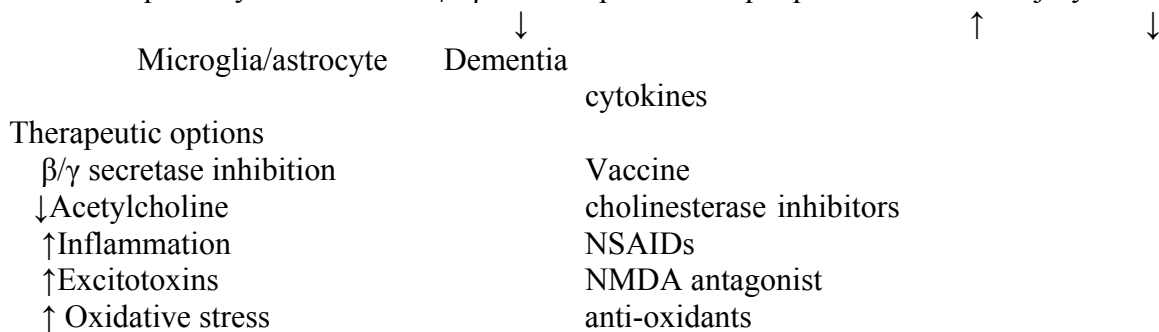 ↓ ↑ ↓
Microglia/astrocyte Dementia
cytokines
Therapeutic options
β/γ secretase inhibition Vaccine
↓Acetylcholine cholinesterase inhibitors
↑Inflammation NSAIDs
↑Excitotoxins NMDA antagonist
↑ Oxidative stress anti-oxidants